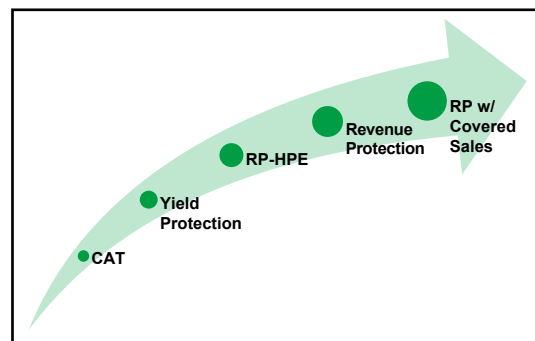 RP w/
Covered
Sales
Revenue
Protection
RP-HPE
Yield
Protection
CAT